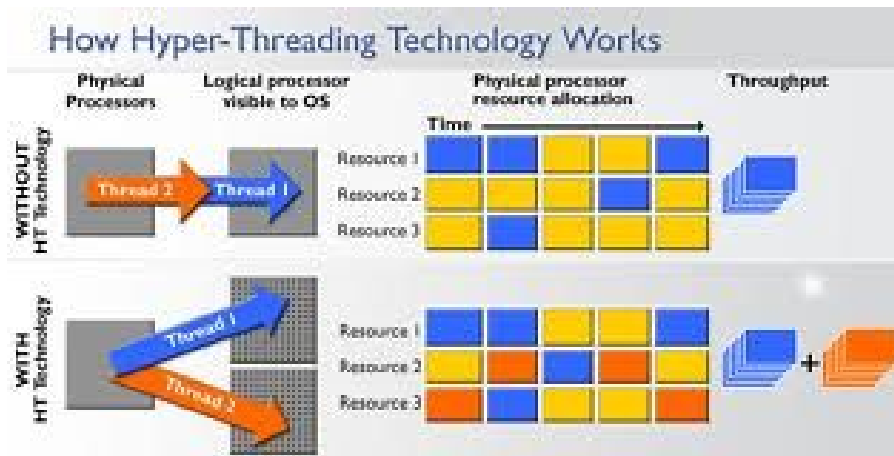 How Hyper-Threading Technology Works
Physical
Processors
Logical processor
visible to OS
Physical processor
resource allocation
Throughput
Time
WITHOUT
HT Technology
Thread 2
Thread 1
Resource 1
Resource 2
Resource 3
WITH
HT Technology
Thread 1
Thread 2
Resource 1
Resource 2
Resource 3
+